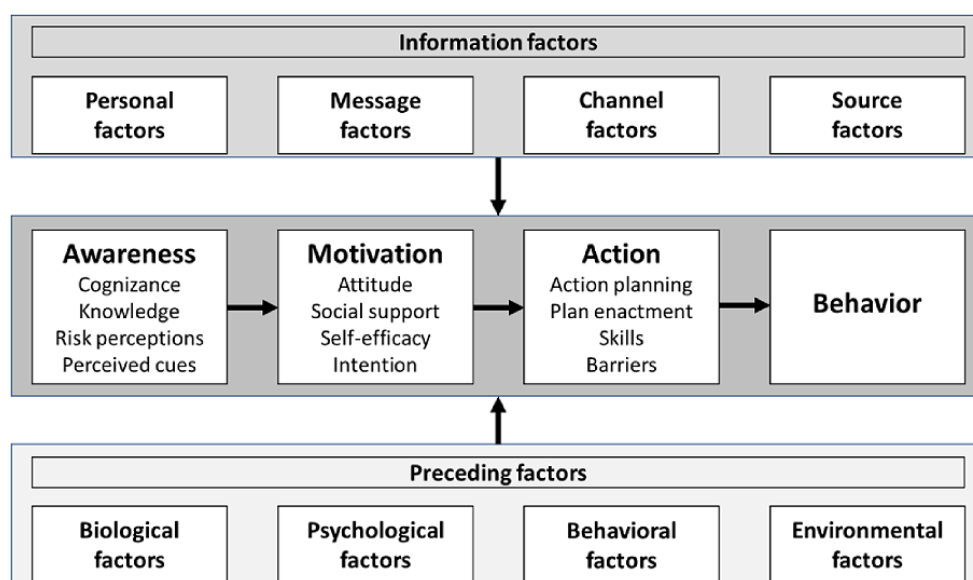 Information factors
Personal
factors
Message
factors
Channel
factors
Source
factors
Awareness
Cognizance
Knowledge
Risk perceptions
Perceived cues
Motivation
Attitude
Social support
Self-efficacy
Intention
Action
Action planning
Plan enactment
Skills
Barriers
Behavior
Preceding factors
Biological
factors
Psychological
factors
Behavioral
factors
Environmental
factors